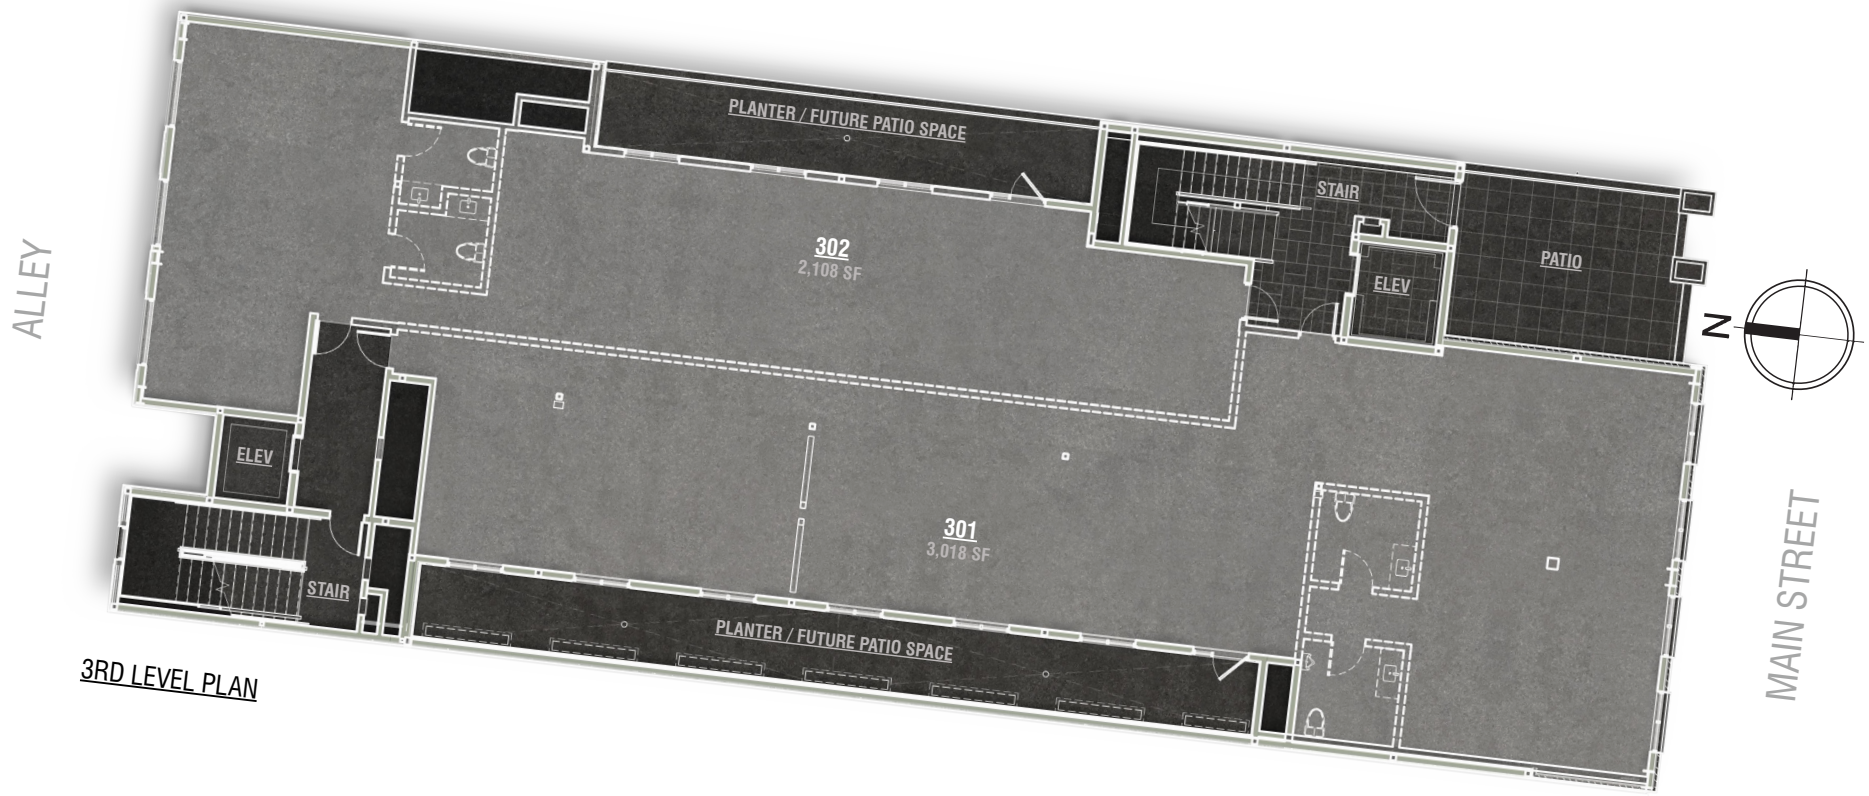 PLANTER / FUTURE PATIO SPACE
STAIR
302
2,108 SF
PATIO
ELEV
ALLEY
N
ELEV
301
3,018 SF
STAIR
PLANTER / FUTURE PATIO SPACE
MAIN STREET
3RD LEVEL PLAN